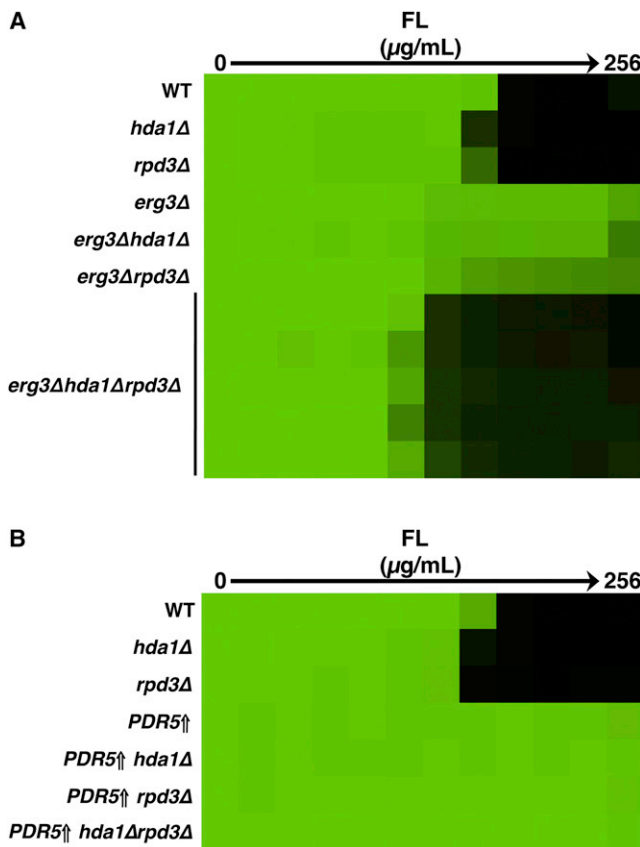 A
FL
(µg/mL)
0 256
WT
hda1Δ
rpd3Δ
erg3Δ
erg3Δhda1Δ
erg3Δrpd3Δ
erg3Δhda1Δrpd3Δ
B
FL
(µg/mL)
0 256
WT
hda1Δ
rpd3Δ
PDR5⇑
PDR5⇑ hda1Δ
PDR5⇑ rpd3Δ
PDR5⇑ hda1Δrpd3Δ